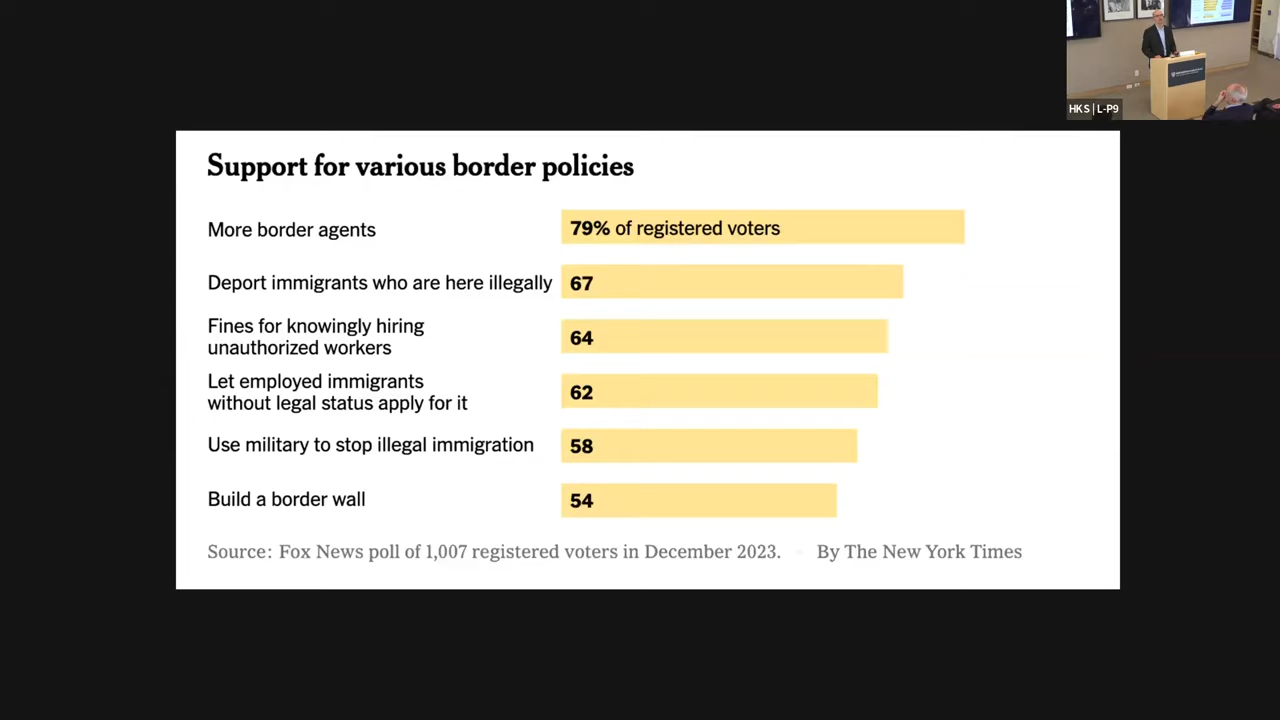 HKS | L-P9
Support for various border policies
More border agents
79% of registered voters
Deport immigrants who are here illegally
67
Fines for knowingly hiring
unauthorized workers
64
Let employed immigrants
without legal status apply for it
62
Use military to stop illegal immigration
58
Build a border wall
54
Source: Fox News poll of 1,007 registered voters in December 2023.
By The New York Times